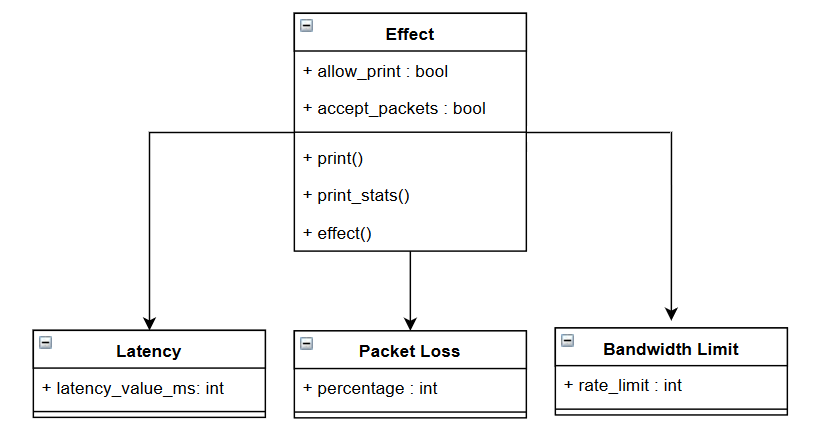 Effect
+ allow_print : bool
+ accept_packets : bool
+ print()
+ print_stats()
+ effect()
Latency
+ latency_value_ms: int
Packet Loss
+ percentage : int
Bandwidth Limit
+ rate_limit : int